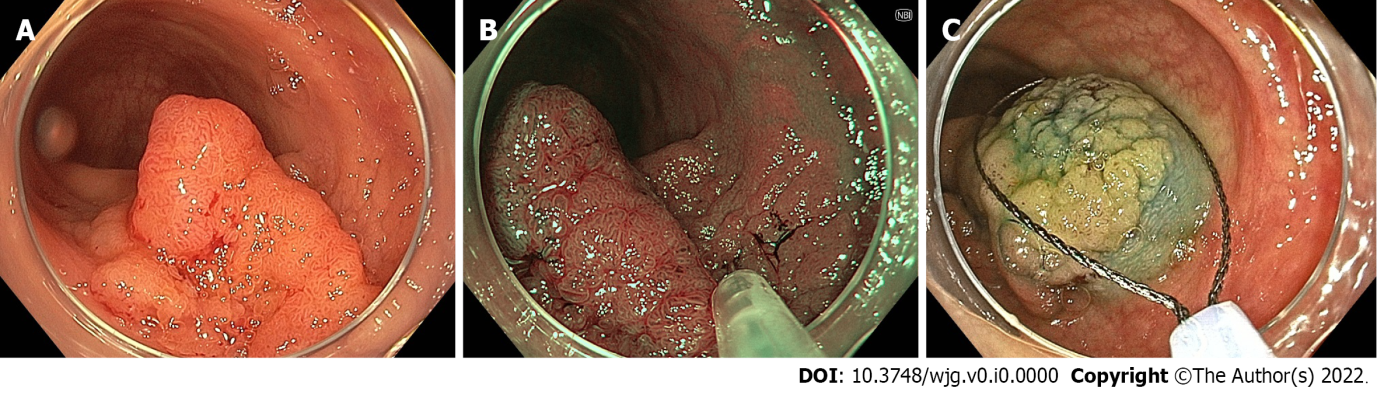 A
B
NBI
C
DOI: 10.3748/wjg.v0.i0.0000 Copyright ©The Author(s) 2022.